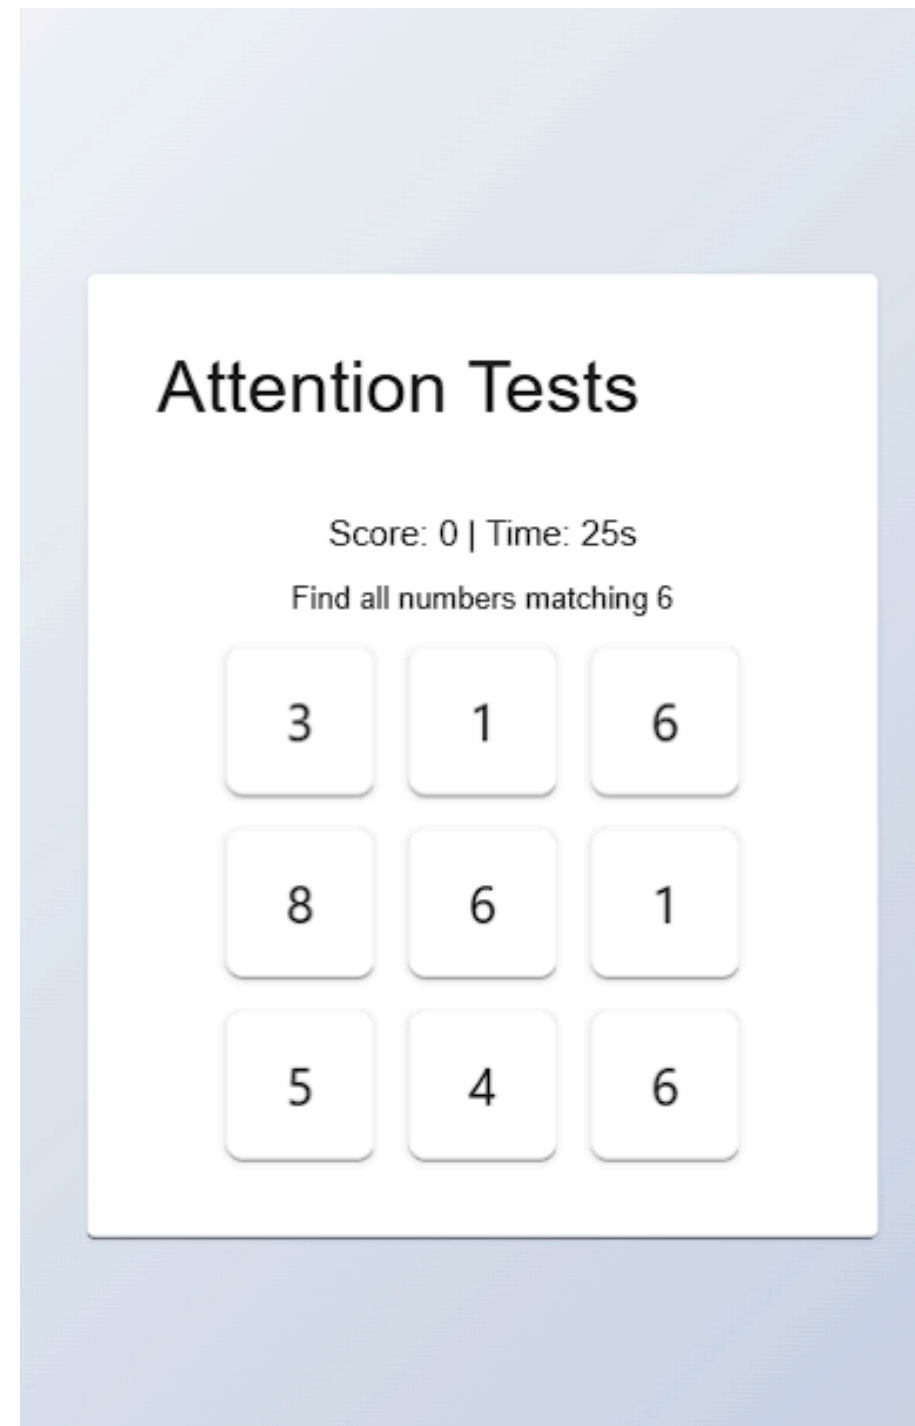 Attention Tests
Score: 0 | Time: 25s
Find all numbers matching 6
3 1 6
8 6 1
5 4 6